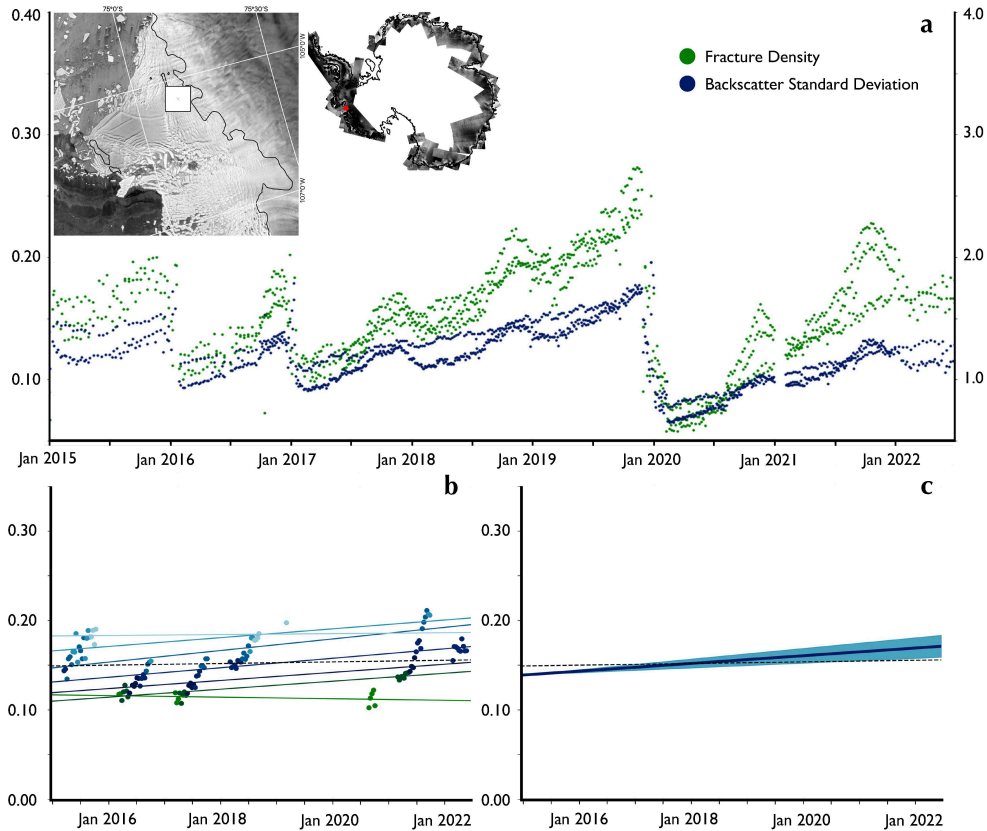 0.40
75°0'S
75°30'S
a
4.0
105°0'W
Fracture Density
Backscatter Standard Deviation
0.30
3.0
107°0'W
0.20
2.0
0.10
1.0
Jan 2015
Jan 2016
Jan 2017
Jan 2018
Jan 2019
Jan 2020
Jan 2021
Jan 2022
b
c
0.30
0.30
0.20
0.20
0.10
0.10
0.00
0.00
Jan 2016
Jan 2018
Jan 2020
Jan 2022
Jan 2016
Jan 2018
Jan 2020
Jan 2022